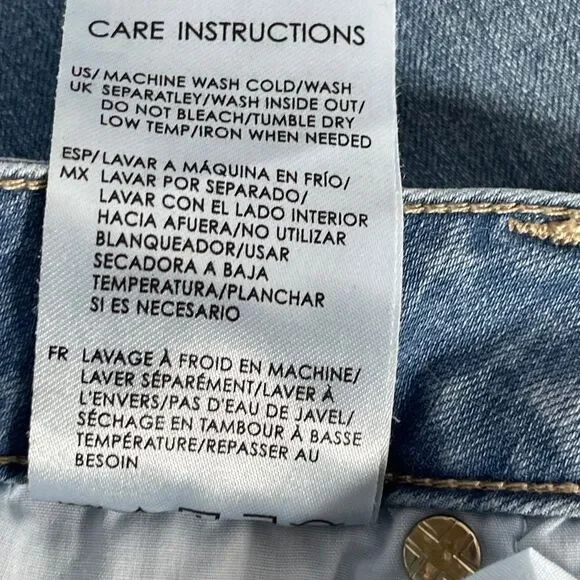 CARE INSTRUCTIONS
US/ MACHINE WASH COLD/WASH
UK SEPARATLEY/WASH INSIDE OUT/
DO NOT BLEACH/TUMBLE DRY
LOW TEMP/IRON WHEN NEEDED
ESP/ LAVAR A MÁQUINA EN FRÍO/
MX LAVAR POR SEPARADO/
LAVAR CON EL LADO INTERIOR
HACIA AFUERA/NO UTILIZAR
BLANQUEADOR/USAR
SECADORA A BAJA
TEMPERATURA/PLANCHAR
SI ES NECESARIO
FR LAVAGE À FROID EN MACHINE/
LAVER SÉPARÉMENT/LAVER À
L'ENVERS/PAS D'EAU DE JAVEL/
SÉCHAGE EN TAMBOUR À BASSE
TEMPÉRATURE/REPASSER AU
BESOIN